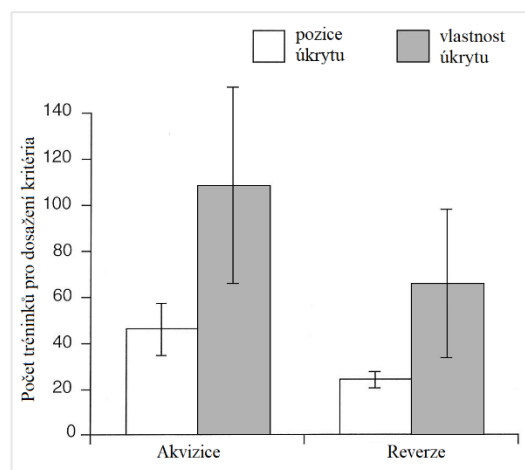 pozice
úkrytu
vlastnost
úkrytu
Počet tréninků pro dosažení kritéria
140
120
100
80
60
40
20
0
Akvizice
Reverze